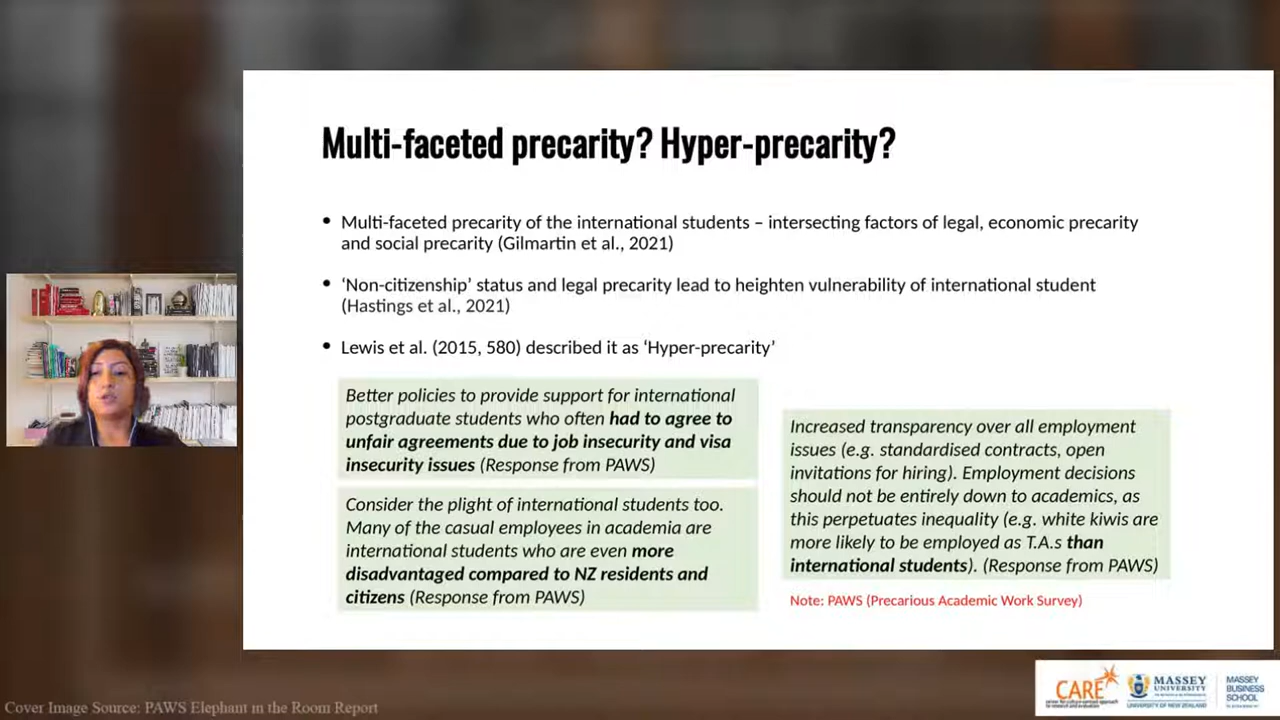 Multi-faceted precarity? Hyper-precarity?
• Multi-faceted precarity of the international students – intersecting factors of legal, economic precarity
and social precarity (Gilmartin et al., 2021)
• ‘Non-citizenship’ status and legal precarity lead to heighten vulnerability of international student
(Hastings et al., 2021)
• Lewis et al. (2015, 580) described it as ‘Hyper-precarity’
Better policies to provide support for international
postgraduate students who often had to agree to
unfair agreements due to job insecurity and visa
insecurity issues (Response from PAWS)
Consider the plight of international students too.
Many of the casual employees in academia are
international students who are even more
disadvantaged compared to NZ residents and
citizens (Response from PAWS)
Increased transparency over all employment
issues (e.g. standardised contracts, open
invitations for hiring). Employment decisions
should not be entirely down to academics, as
this perpetuates inequality (e.g. white kiwis are
more likely to be employed as T.A.s than
international students). (Response from PAWS)
Note: PAWS (Precarious Academic Work Survey)
CARE
MASSEY
UNIVERSITY
UNIVERSITY OF NEW ZEALAND
MASSEY
BUSINESS
SCHOOL
Cover Image Source: PAWS Elephant in the Room Report